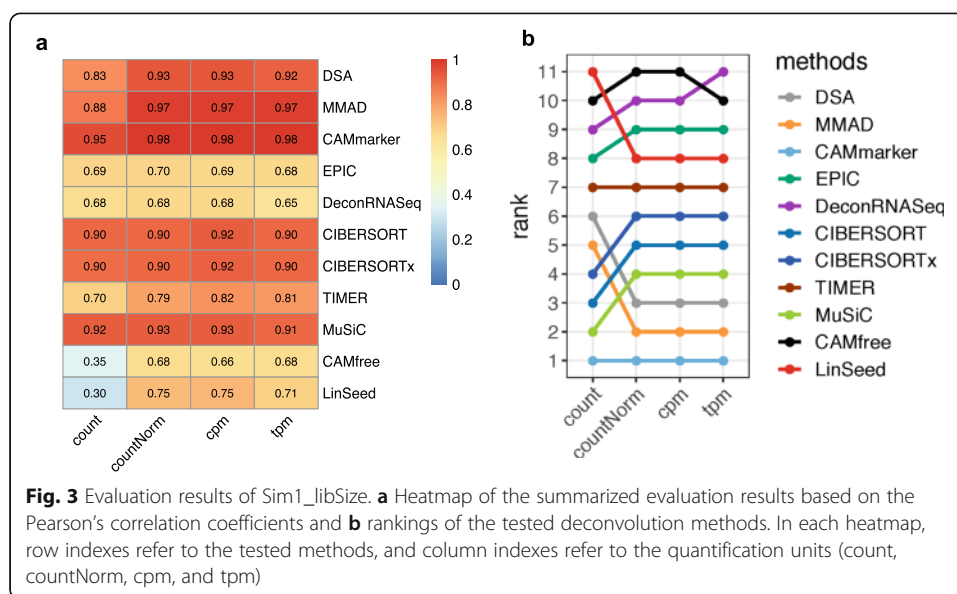 a
0.83 0.93 0.93 0.92 DSA
0.88 0.97 0.97 0.97 MMAD
0.95 0.98 0.98 0.98 CAMmarker
0.69 0.70 0.69 0.68 EPIC
0.68 0.68 0.68 0.65 DeconRNASeq
0.90 0.90 0.92 0.90 CIBERSORT
0.90 0.90 0.92 0.90 CIBERSORTx
0.70 0.79 0.82 0.81 TIMER
0.92 0.93 0.93 0.91 MuSiC
0.35 0.68 0.66 0.68 CAMfree
0.30 0.75 0.75 0.71 LinSeed
count countNorm cpm tpm
1
0.8
0.6
0.4
0.2
0
b
rank
11
10
9
8
7
6
5
4
3
2
1
count countNorm cpm tpm
methods
DSA
MMAD
CAMmarker
EPIC
DeconRNASeq
CIBERSORT
CIBERSORTx
TIMER
MuSiC
CAMfree
LinSeed
Fig. 3 Evaluation results of Sim1_libSize. a Heatmap of the summarized evaluation results based on the
Pearson's correlation coefficients and b rankings of the tested deconvolution methods. In each heatmap,
row indexes refer to the tested methods, and column indexes refer to the quantification units (count,
countNorm, cpm, and tpm)